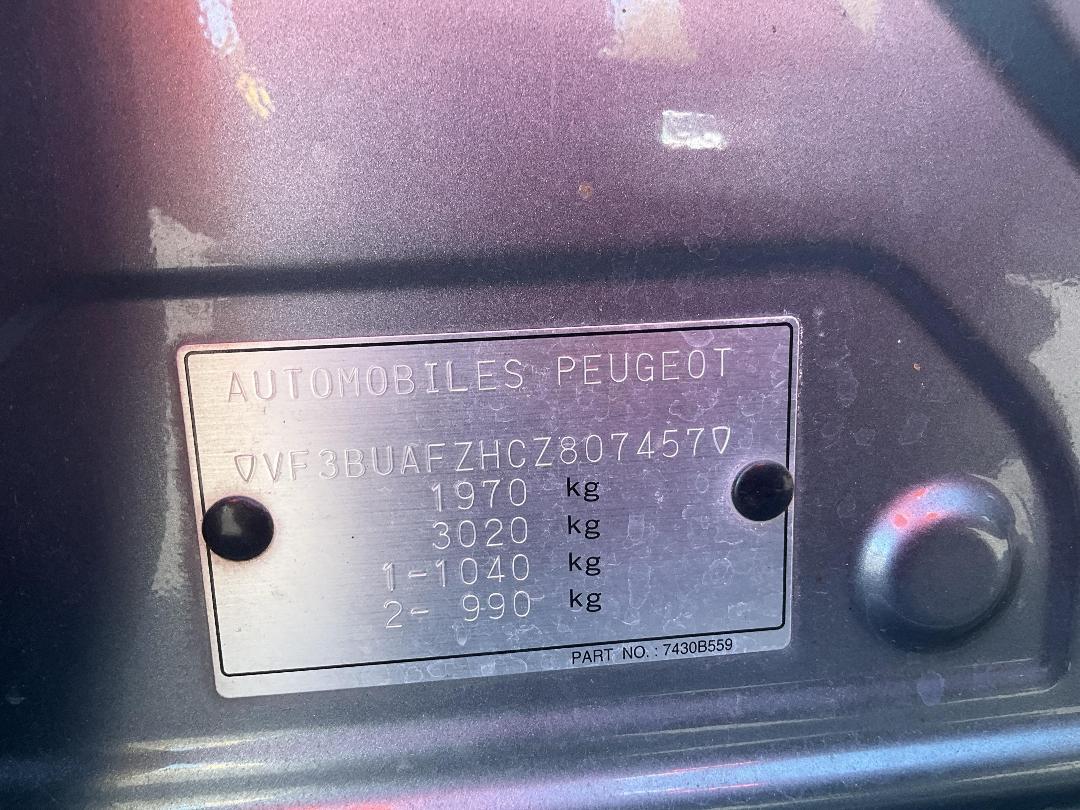 AUTOMOBILES PEUGEOT
▽VF3BUAFZHCZ807457▽
1970 kg
3020 kg
1-1040 kg
2- 990 kg
PART NO. : 7430B559